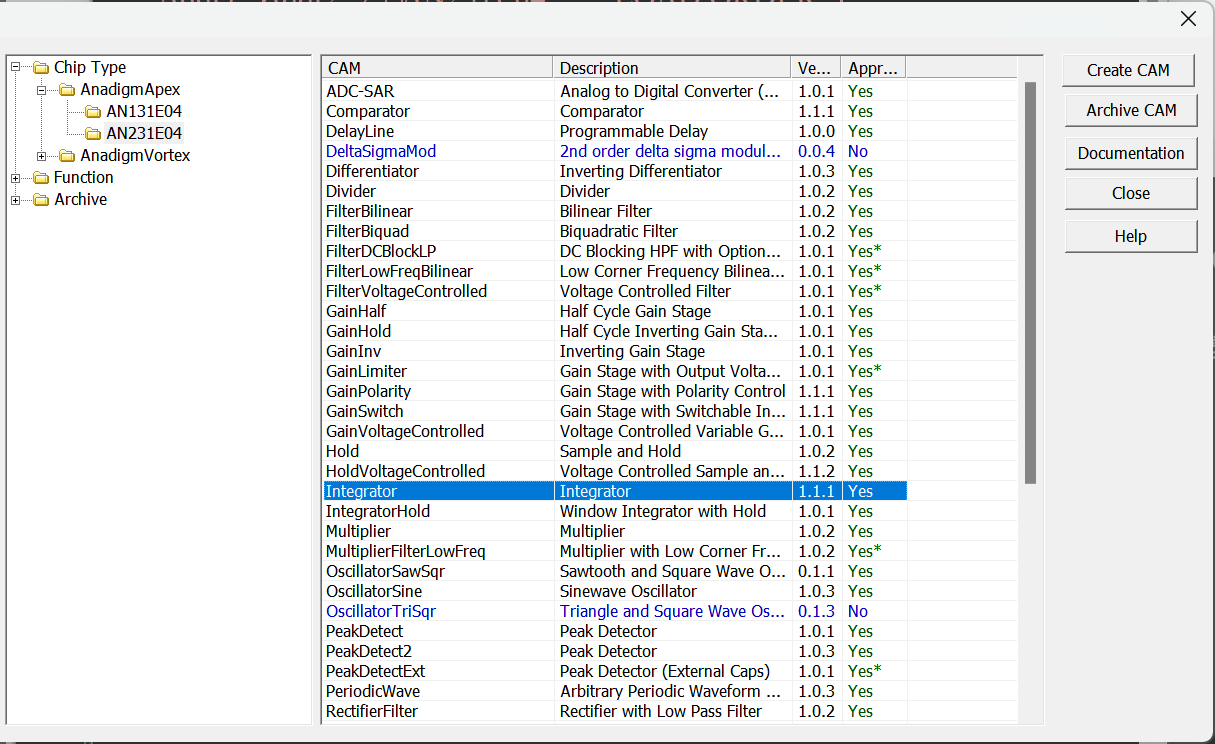 Chip Type
AnadigmApex
AN131E04
AN231E04
AnadigmVortex
Function
Archive
CAM Description Ve... Appr...
ADC-SAR Analog to Digital Converter (... 1.0.1 Yes
Comparator Comparator 1.1.1 Yes
DelayLine Programmable Delay 1.0.0 Yes
DeltaSigmaMod 2nd order delta sigma modul... 0.0.4 No
Differentiator Inverting Differentiator 1.0.3 Yes
Divider Divider 1.0.2 Yes
FilterBilinear Bilinear Filter 1.0.2 Yes
FilterBiquad Biquadratic Filter 1.0.2 Yes
FilterDCBlockLP DC Blocking HPF with Option... 1.0.1 Yes*
FilterLowFreqBilinear Low Corner Frequency Bilinea... 1.0.1 Yes*
FilterVoltageControlled Voltage Controlled Filter 1.0.1 Yes*
GainHalf Half Cycle Gain Stage 1.0.1 Yes
GainHold Half Cycle Inverting Gain Sta... 1.0.1 Yes
GainInv Inverting Gain Stage 1.0.1 Yes
GainLimiter Gain Stage with Output Volta... 1.0.1 Yes*
GainPolarity Gain Stage with Polarity Control 1.1.1 Yes
GainSwitch Gain Stage with Switchable In... 1.1.1 Yes
GainVoltageControlled Voltage Controlled Variable G... 1.0.1 Yes
Hold Sample and Hold 1.0.2 Yes
HoldVoltageControlled Voltage Controlled Sample an... 1.1.2 Yes
Integrator Integrator 1.1.1 Yes
IntegratorHold Window Integrator with Hold 1.0.1 Yes
Multiplier Multiplier 1.0.2 Yes
MultiplierFilterLowFreq Multiplier with Low Corner Fr... 1.0.2 Yes*
OscillatorSawSqr Sawtooth and Square Wave O... 0.1.1 Yes
OscillatorSine Sinewave Oscillator 1.0.3 Yes
OscillatorTriSqr Triangle and Square Wave Os... 0.1.3 No
PeakDetect Peak Detector 1.0.1 Yes
PeakDetect2 Peak Detector 1.0.3 Yes
PeakDetectExt Peak Detector (External Caps) 1.0.1 Yes*
PeriodicWave Arbitrary Periodic Waveform ... 1.0.3 Yes
RectifierFilter Rectifier with Low Pass Filter 1.0.2 Yes
Create CAM
Archive CAM
Documentation
Close
Help